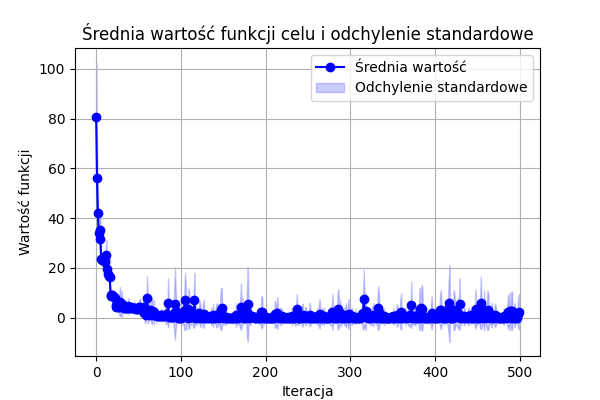 Średnia wartość funkcji celu i odchylenie standardowe
Średnia wartość
Odchylenie standardowe
Wartość funkcji
100
80
60
40
20
0
0 100 200 300 400 500
Iteracja